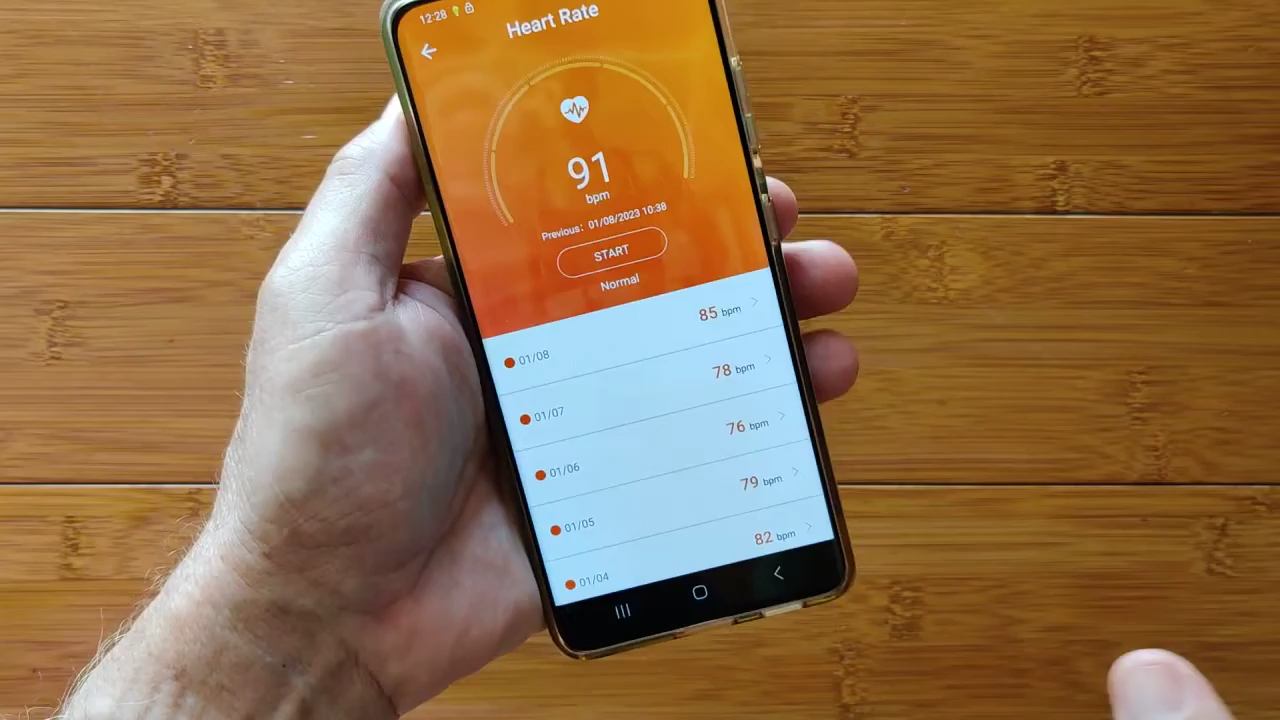 12:28
Heart Rate
91
bpm
Previous: 01/08/2023 10:38
START
Normal
01/08 85 bpm
01/07 78 bpm
01/06 76 bpm
01/05 79 bpm
01/04 82 bpm